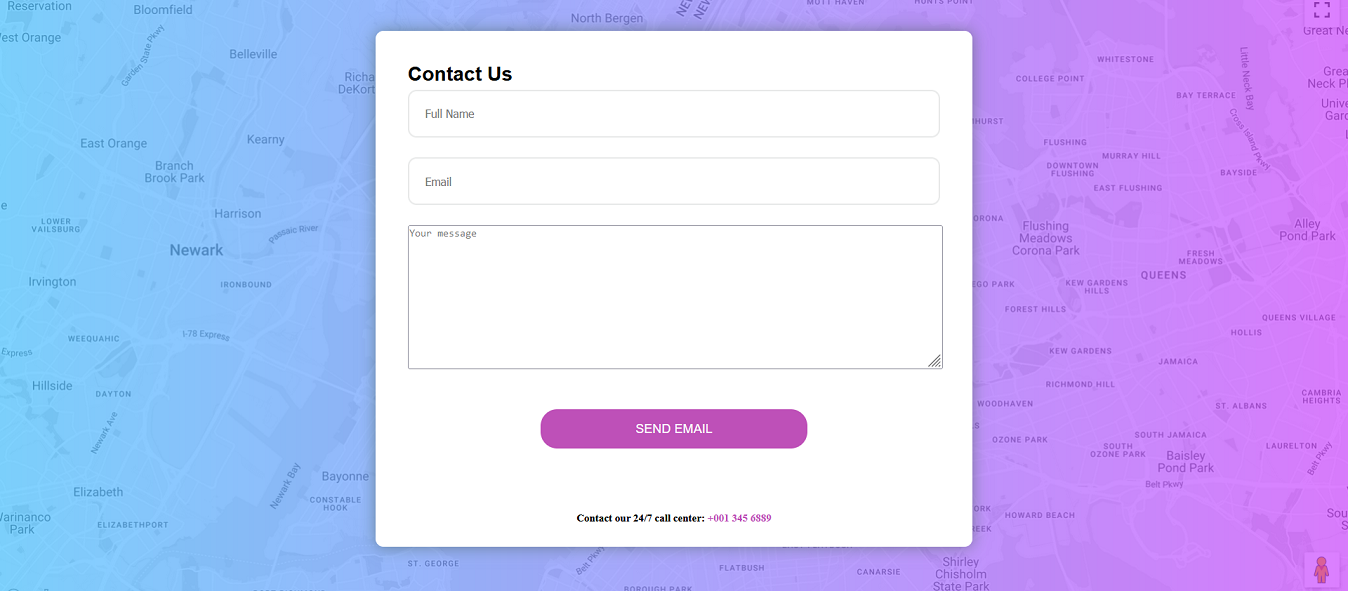 Reservation
Bloomfield
North Bergen
MOTT HAVEN
HUNTS POINT
West Orange
Garden State Pkwy
Belleville
Great Ne
WHITESTONE
COLLEGE POINT
Little Neck Bay
Grea
Neck Pl
BAY TERRACE
Cross Island Pkwy
Contact Us
Full Name
East Orange
Kearny
Branch
Brook Park
FLUSHING
MURRAY HILL
DOWNTOWN
FLUSHING
BAYSIDE
EAST FLUSHING
Email
Harrison
LOWER
VAILSBURG
Passaic River
Newark
Flushing
Meadows
Corona Park
Alley
Pond Park
FRESH
MEADOWS
QUEENS
Your message
Irvington
IRONBOUND
KEW GARDENS
HILLS
FOREST HILLS
QUEENS VILLAGE
HOLLIS
WEEQUAHIC
I-78 Express
Express
KEW GARDENS
JAMAICA
Hillside
DAYTON
RICHMOND HILL
CAMBRIA
HEIGHTS
WOODHAVEN
ST. ALBANS
Newark Ave
SEND EMAIL
OZONE PARK
SOUTH JAMAICA
SOUTH
OZONE PARK
LAURELTON
Baisley
Pond Park
Belt Pkwy
Belt Pkwy
Newark Bay
Bayonne
Elizabeth
CONSTABLE
HOOK
Warinanco
Park
ELIZABETHPORT
HOWARD BEACH
Contact our 24/7 call center: +001 345 6889
ST. GEORGE
Belt Pkwy
FLATBUSH
CANARSIE
Shirley
Chisholm
State Park
BOROUGH PARK